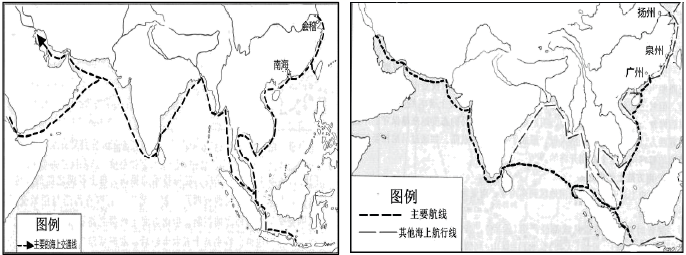 会稽
南海
图例
主要的海上交通线
扬州
泉州
广州
图例
主要航线
其他海上航行线